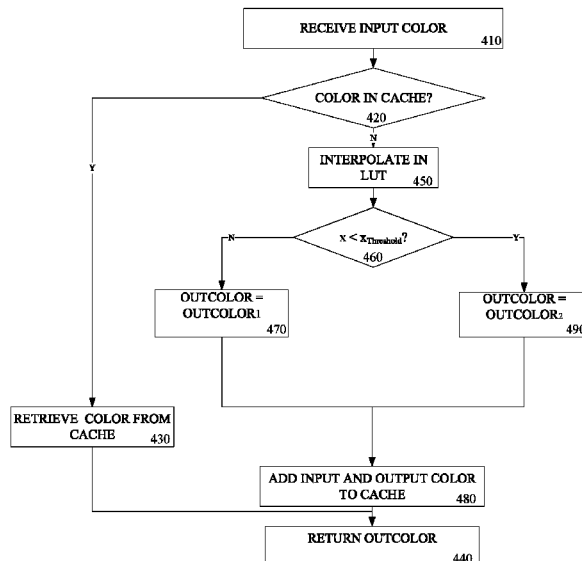 RECEIVE INPUT COLOR
410
COLOR IN CACHE?
420
Y
N
INTERPOLATE IN
LUT
450
x < xThreshold?
460
N
Y
OUTCOLOR =
OUTCOLOR1
470
OUTCOLOR =
OUTCOLOR2
490
RETRIEVE COLOR FROM
CACHE
430
ADD INPUT AND OUTPUT COLOR
TO CACHE
480
RETURN OUTCOLOR
440